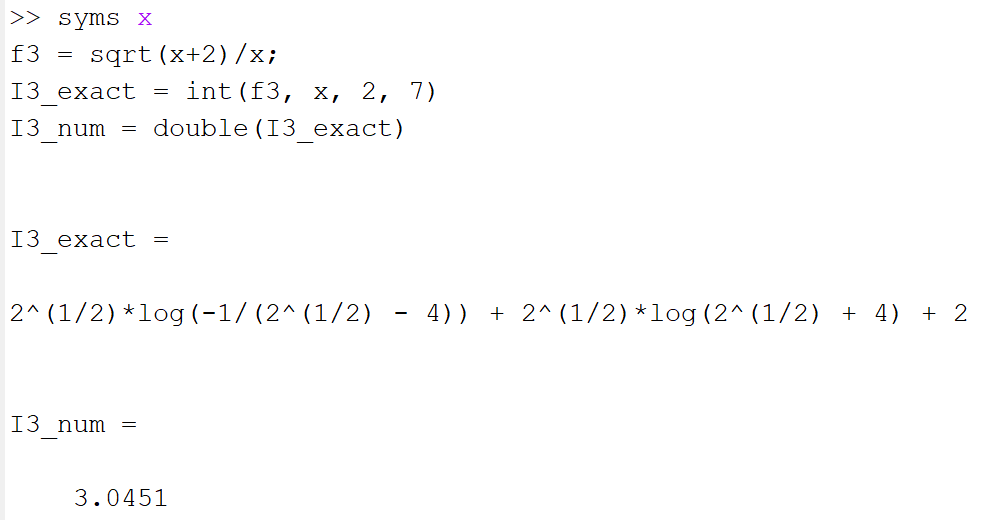 >> syms x
f3 = sqrt(x+2)/x;
I3_exact = int(f3, x, 2, 7)
I3_num = double(I3_exact)
I3_exact =
2^(1/2)*log(-1/(2^(1/2) - 4)) + 2^(1/2)*log(2^(1/2) + 4) + 2
I3_num =
3.0451